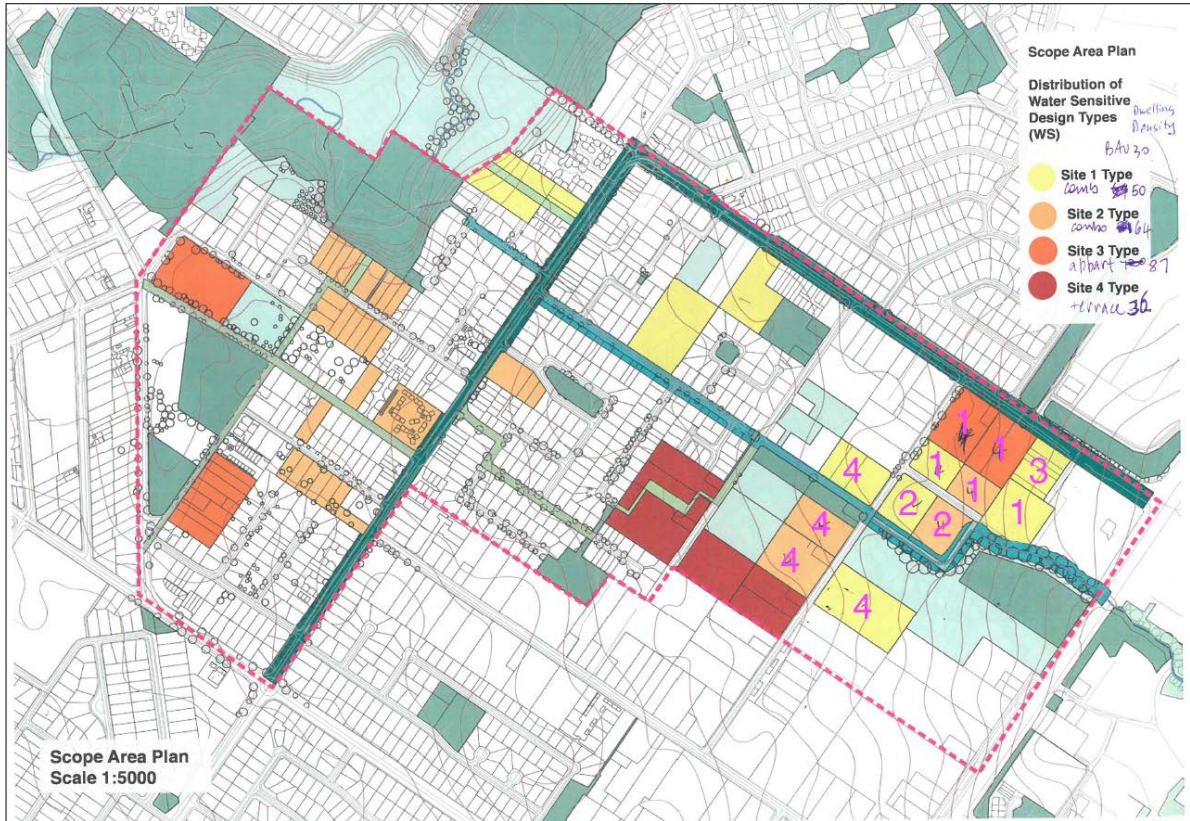 Scope Area Plan
Distribution of
Water Sensitive
Design Types
(WS)
Dwelling
Density
BAU 30
Site 1 Type
comb 50
Site 2 Type
combo 64
Site 3 Type
appart 87
Site 4 Type
terrace 36
1
1
1
3
4
1
2
1
4
2
4
4
Scope Area Plan
Scale 1:5000